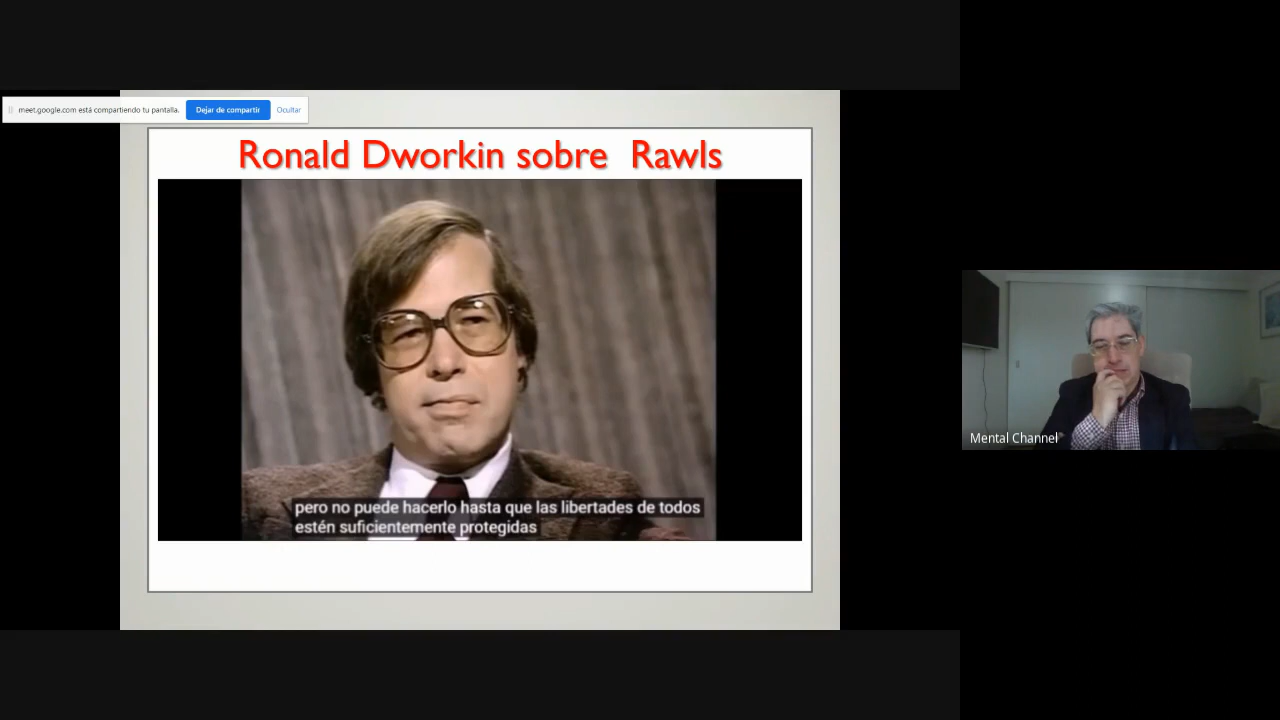 meet.google.com está compartiendo tu pantalla. Dejar de compartir Ocultar
Ronald Dworkin sobre Rawls
pero no puede hacerlo hasta que las libertades de todos
estén suficientemente protegidas
Mental Channel